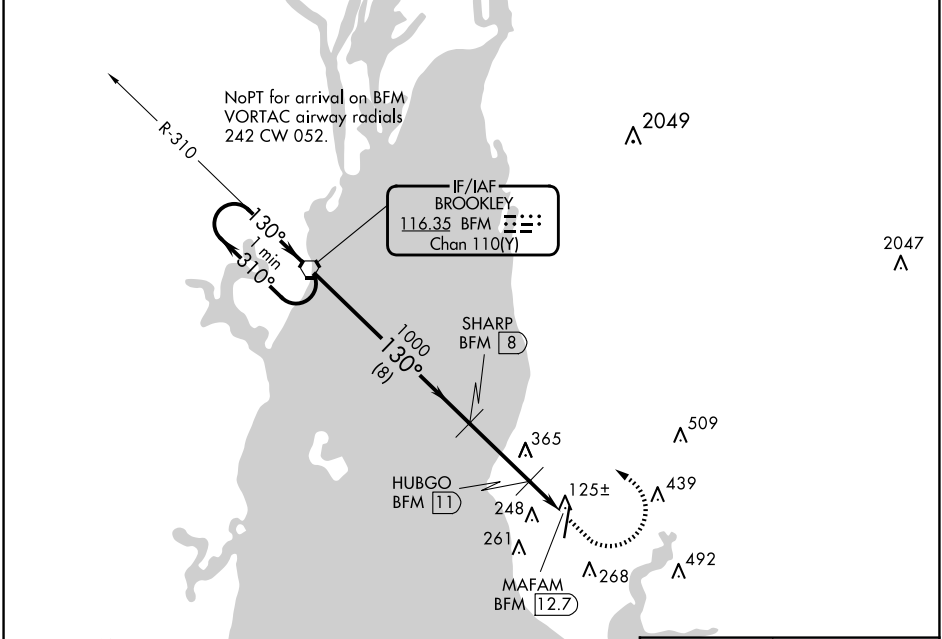 NoPT for arrival on BFM
VORTAC airway radials
242 CW 052.
R-310
2049
IF/IAF
BROOKLEY
116.35 BFM
Chan 110(Y)
130°
1 min
310°
2047
1000
130°
(8)
SHARP
BFM 8
509
365
HUBGO
BFM 11
125±
439
248
261
268
492
MAFAM
BFM 12.7